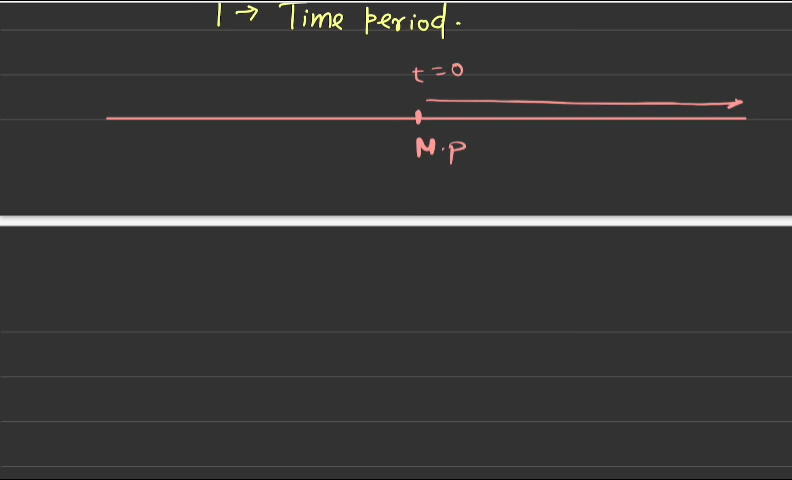 T → Time period.
t = 0
M.p